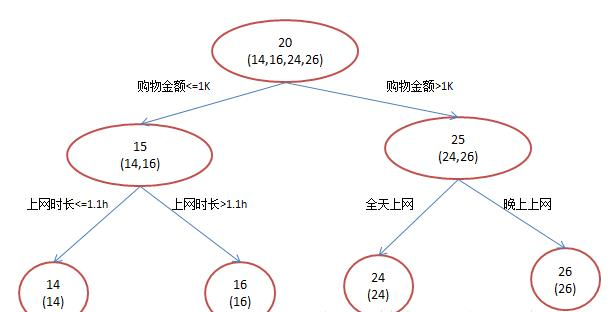 20
(14,16,24,26)
购物金额<=1K
购物金额>1K
15
(14,16)
25
(24,26)
上网时长<=1.1h
上网时长>1.1h
全天上网
晚上上网
14
(14)
16
(16)
24
(24)
26
(26)